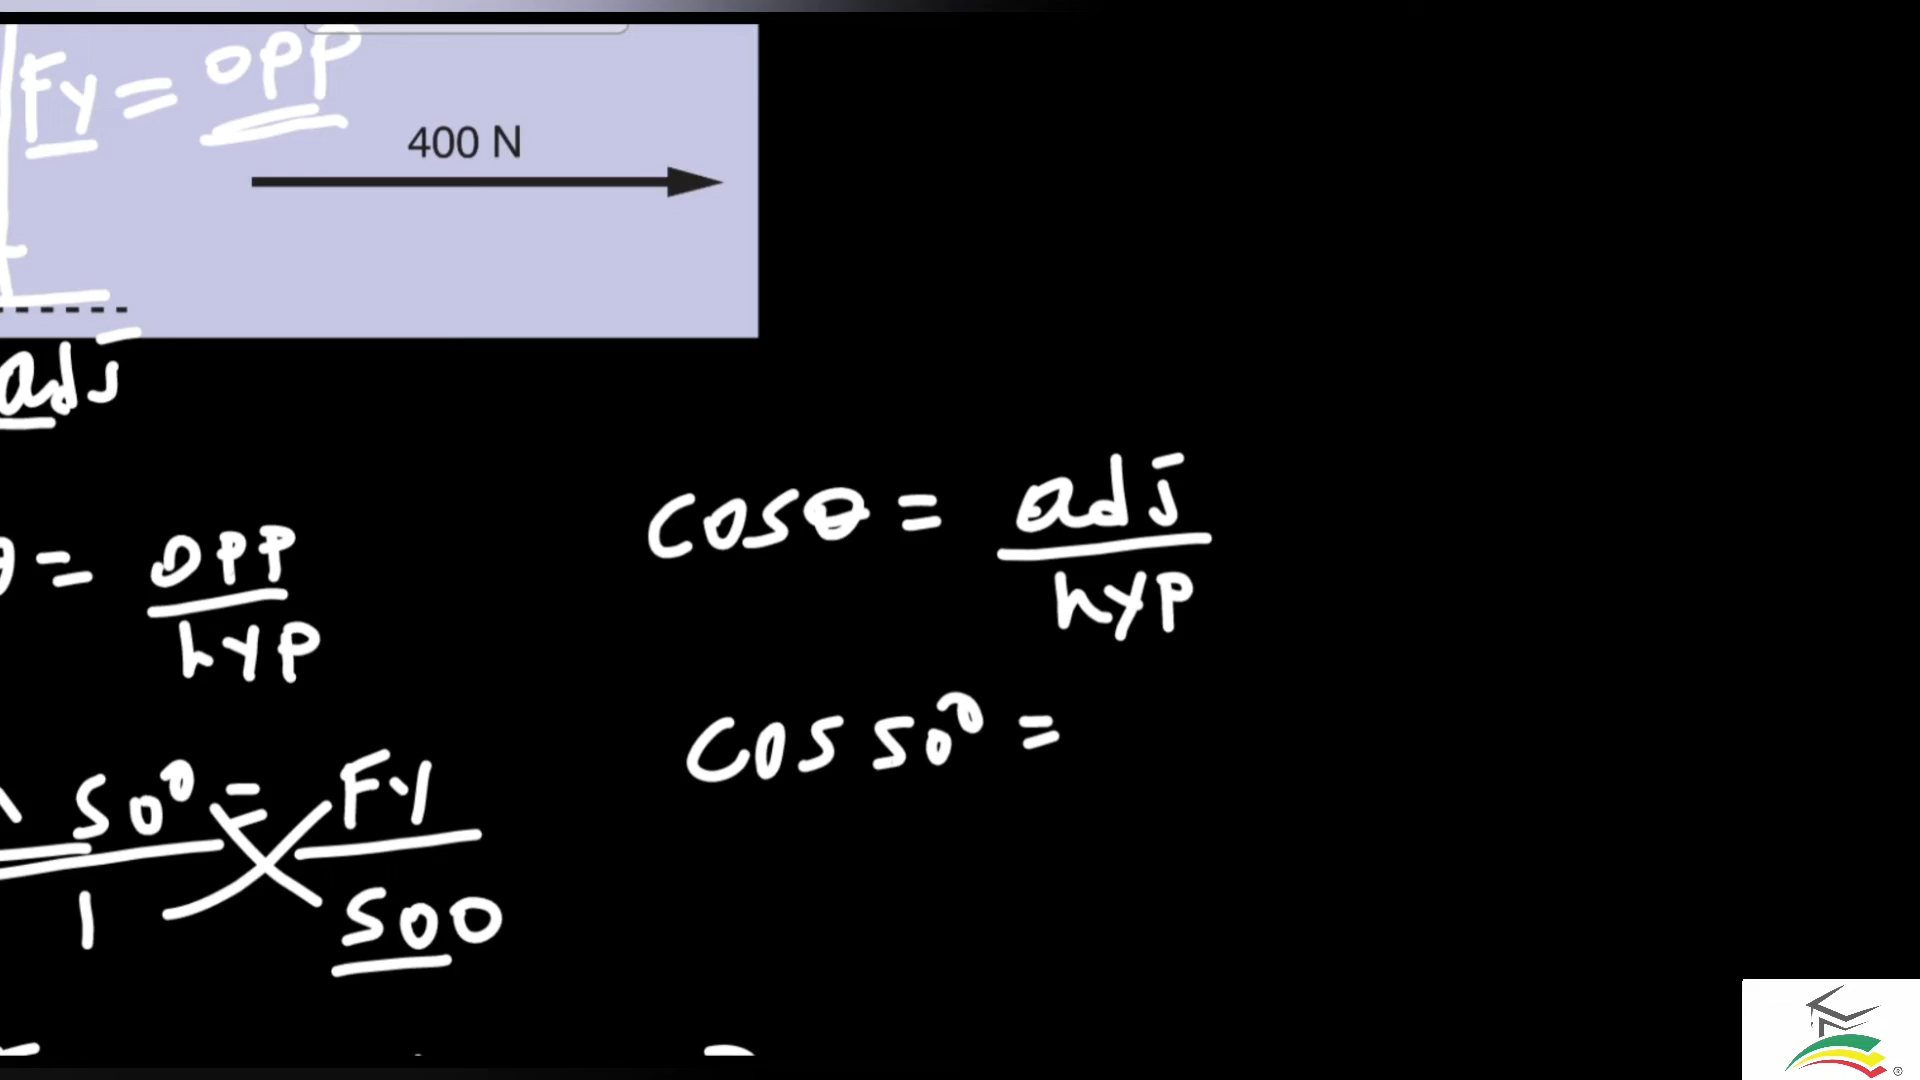 Fy = opp
400 N
adj
= opp
hyp
cosθ = adj
hyp
50° = Fy
1
500
cos 50° =
®